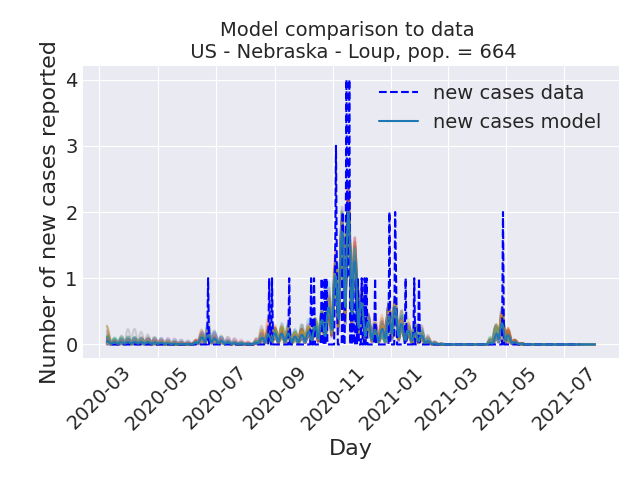 Model comparison to data
US - Nebraska - Loup, pop. = 664
Number of new cases reported
4
3
2
1
0
new cases data
new cases model
2020-03
2020-05
2020-07
2020-09
2020-11
2021-01
2021-03
2021-05
2021-07
Day